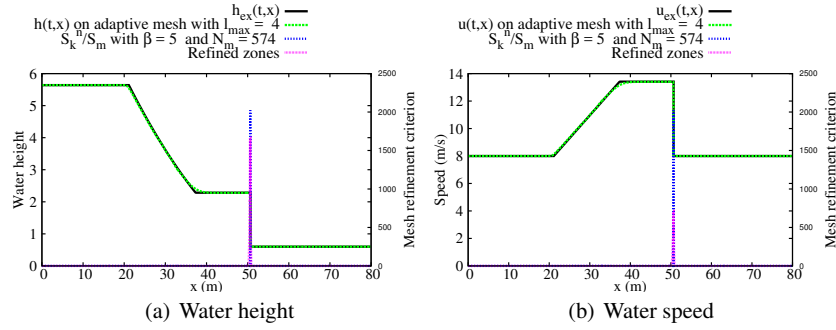 h_ex(t,x)
h(t,x) on adaptive mesh with l_max = 4
S_k^n/S_m with β = 5 and N_m = 574
Refined zones
6
5
4
3
2
1
0
Water height
2500
2000
1500
1000
500
0
Mesh refinement criterion
0 10 20 30 40 50 60 70 80
x (m)
(a) Water height
u_ex(t,x)
u(t,x) on adaptive mesh with l_max = 4
S_k^n/S_m with β = 5 and N_m = 574
Refined zones
14
12
10
8
6
4
2
0
Speed (m/s)
2500
2000
1500
1000
500
0
Mesh refinement criterion
0 10 20 30 40 50 60 70 80
x (m)
(b) Water speed